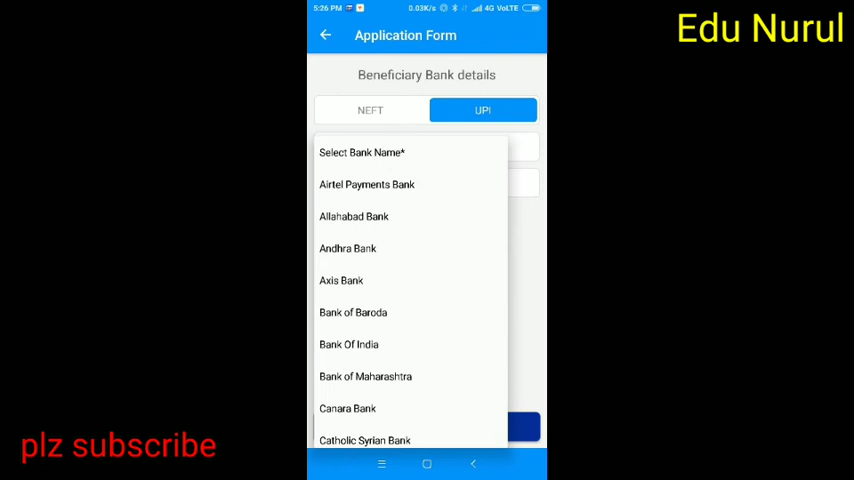 5:26 PM
0.03K/s
4G VoLTE
Application Form
Edu Nurul
Beneficiary Bank details
NEFT
UPI
Select Bank Name*
Airtel Payments Bank
Allahabad Bank
Andhra Bank
Axis Bank
Bank of Baroda
Bank Of India
Bank of Maharashtra
Canara Bank
Catholic Syrian Bank
plz subscribe